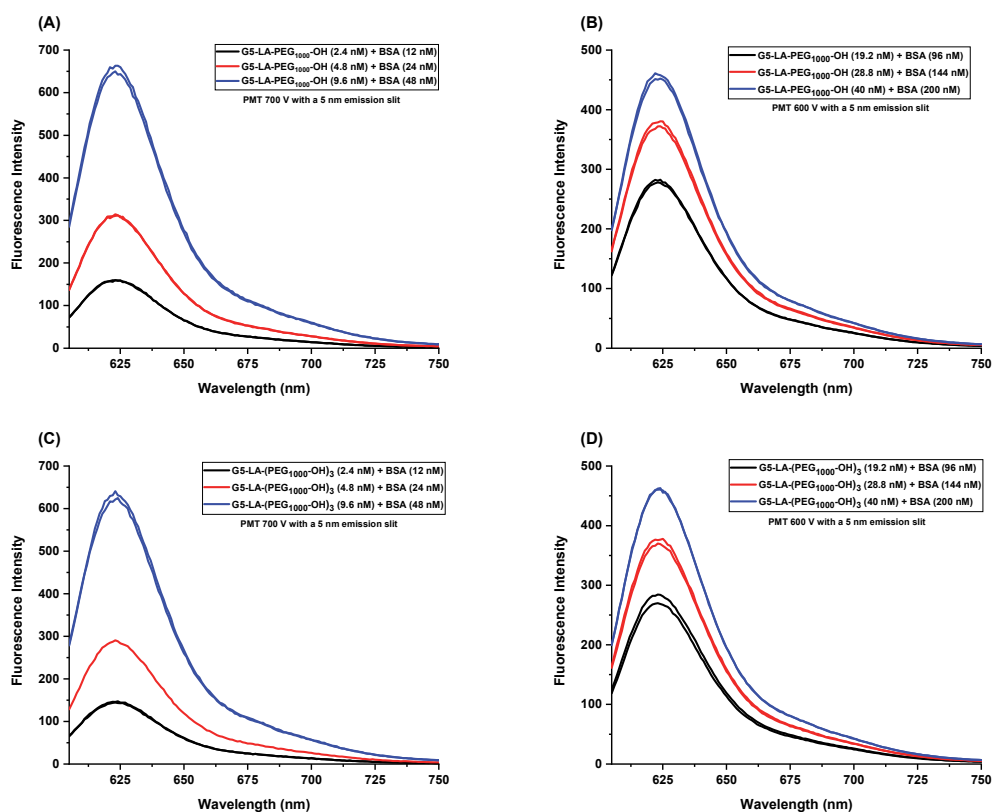 (A)
G5-LA-PEG1000-OH (2.4 nM) + BSA (12 nM)
G5-LA-PEG1000-OH (4.8 nM) + BSA (24 nM)
G5-LA-PEG1000-OH (9.6 nM) + BSA (48 nM)
PMT 700 V with a 5 nm emission slit
700
600
500
400
300
200
100
0
Fluorescence Intensity
625
650
675
700
725
750
Wavelength (nm)
(B)
G5-LA-PEG1000-OH (19.2 nM) + BSA (96 nM)
G5-LA-PEG1000-OH (28.8 nM) + BSA (144 nM)
G5-LA-PEG1000-OH (40 nM) + BSA (200 nM)
PMT 600 V with a 5 nm emission slit
500
400
300
200
100
0
Fluorescence Intensity
625
650
675
700
725
750
Wavelength (nm)
(C)
G5-LA-(PEG1000-OH)3 (2.4 nM) + BSA (12 nM)
G5-LA-(PEG1000-OH)3 (4.8 nM) + BSA (24 nM)
G5-LA-(PEG1000-OH)3 (9.6 nM) + BSA (48 nM)
PMT 700 V with a 5 nm emission slit
700
600
500
400
300
200
100
0
Fluorescence Intensity
625
650
675
700
725
750
Wavelength (nm)
(D)
G5-LA-(PEG1000-OH)3 (19.2 nM) + BSA (96 nM)
G5-LA-(PEG1000-OH)3 (28.8 nM) + BSA (144 nM)
G5-LA-(PEG1000-OH)3 (40 nM) + BSA (200 nM)
PMT 600 V with a 5 nm emission slit
500
400
300
200
100
0
Fluorescence Intensity
625
650
675
700
725
750
Wavelength (nm)